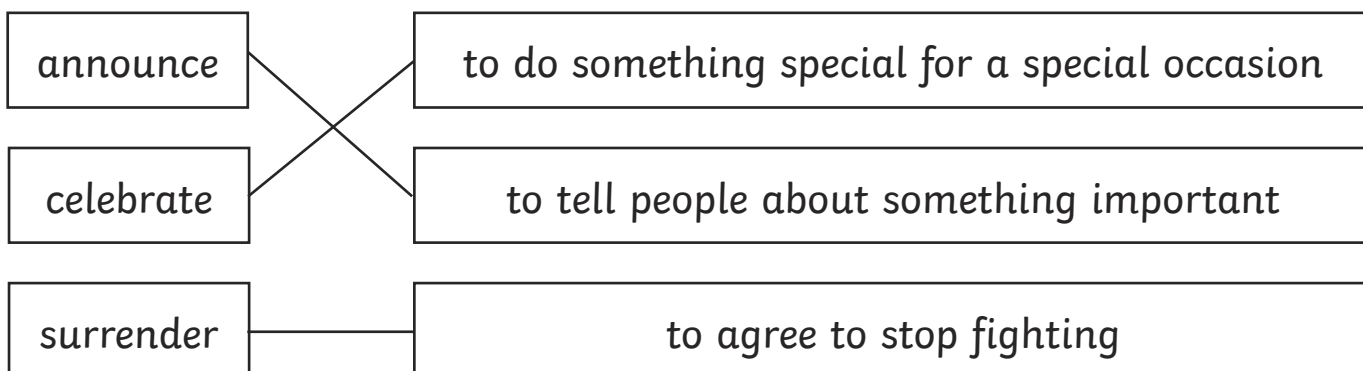 announce
to do something special for a special occasion
celebrate
to tell people about something important
surrender
to agree to stop fighting